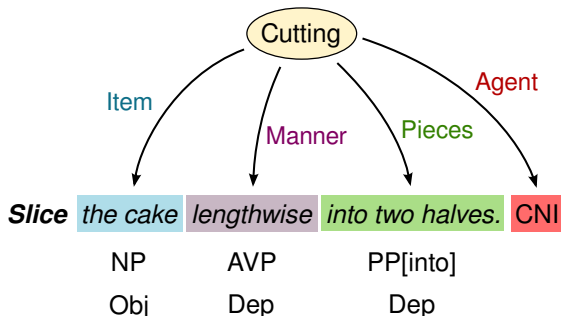 Cutting
Agent
Item
Pieces
Manner
Slice the cake lengthwise into two halves. CNI
NP AVP PP[into]
Obj Dep Dep